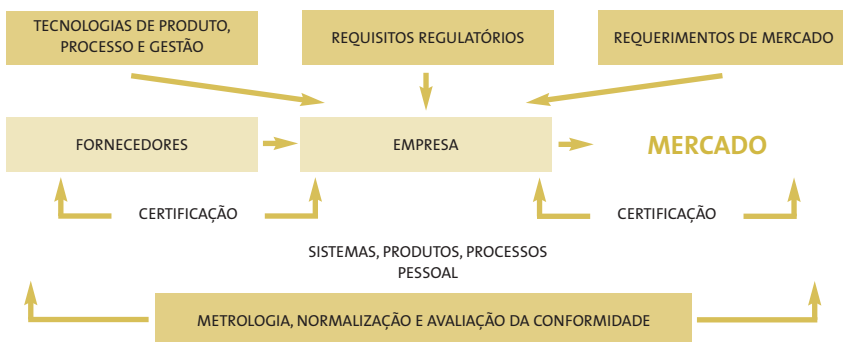 TECNOLOGIAS DE PRODUTO,
PROCESSO E GESTÃO
REQUISITOS REGULATÓRIOS
REQUERIMENTOS DE MERCADO
FORNECEDORES
EMPRESA
MERCADO
CERTIFICAÇÃO
CERTIFICAÇÃO
SISTEMAS, PRODUTOS, PROCESSOS
PESSOAL
METROLOGIA, NORMALIZAÇÃO E AVALIAÇÃO DA CONFORMIDADE